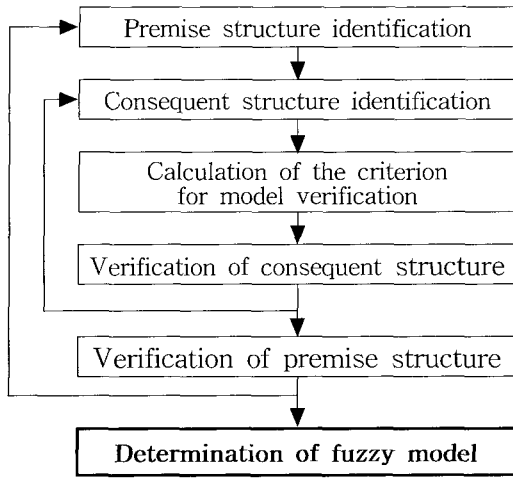 Premise structure identification
Consequent structure identification
Calculation of the criterion
for model verification
Verification of consequent structure
Verification of premise structure
Determination of fuzzy model